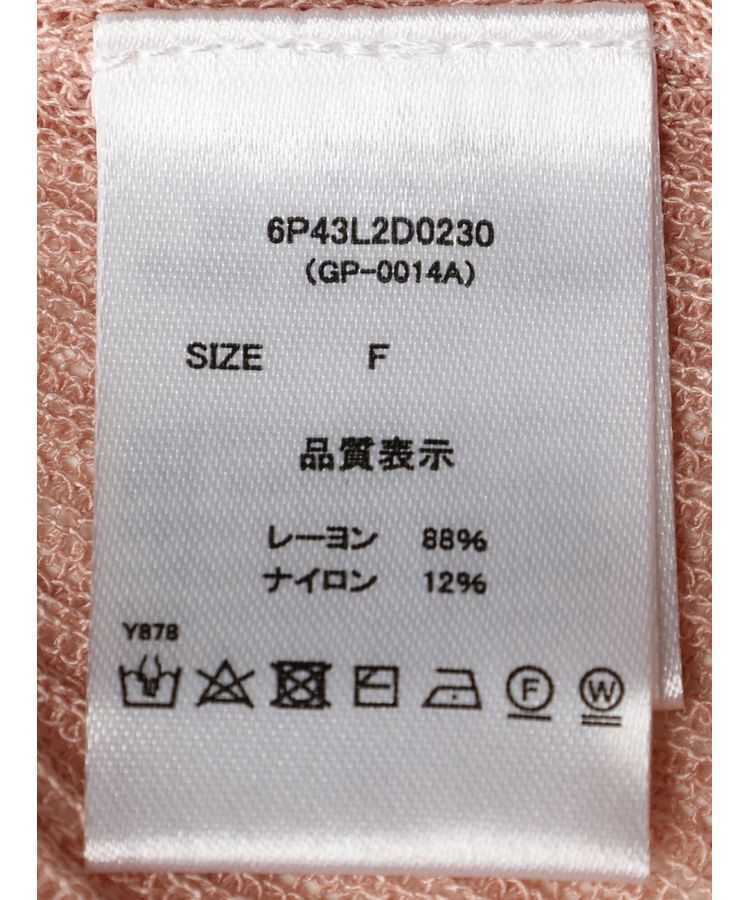 6P43L2D0230
(GP-0014A)
SIZE F
品質表示
レーヨン 88%
ナイロン 12%
Y878
F W